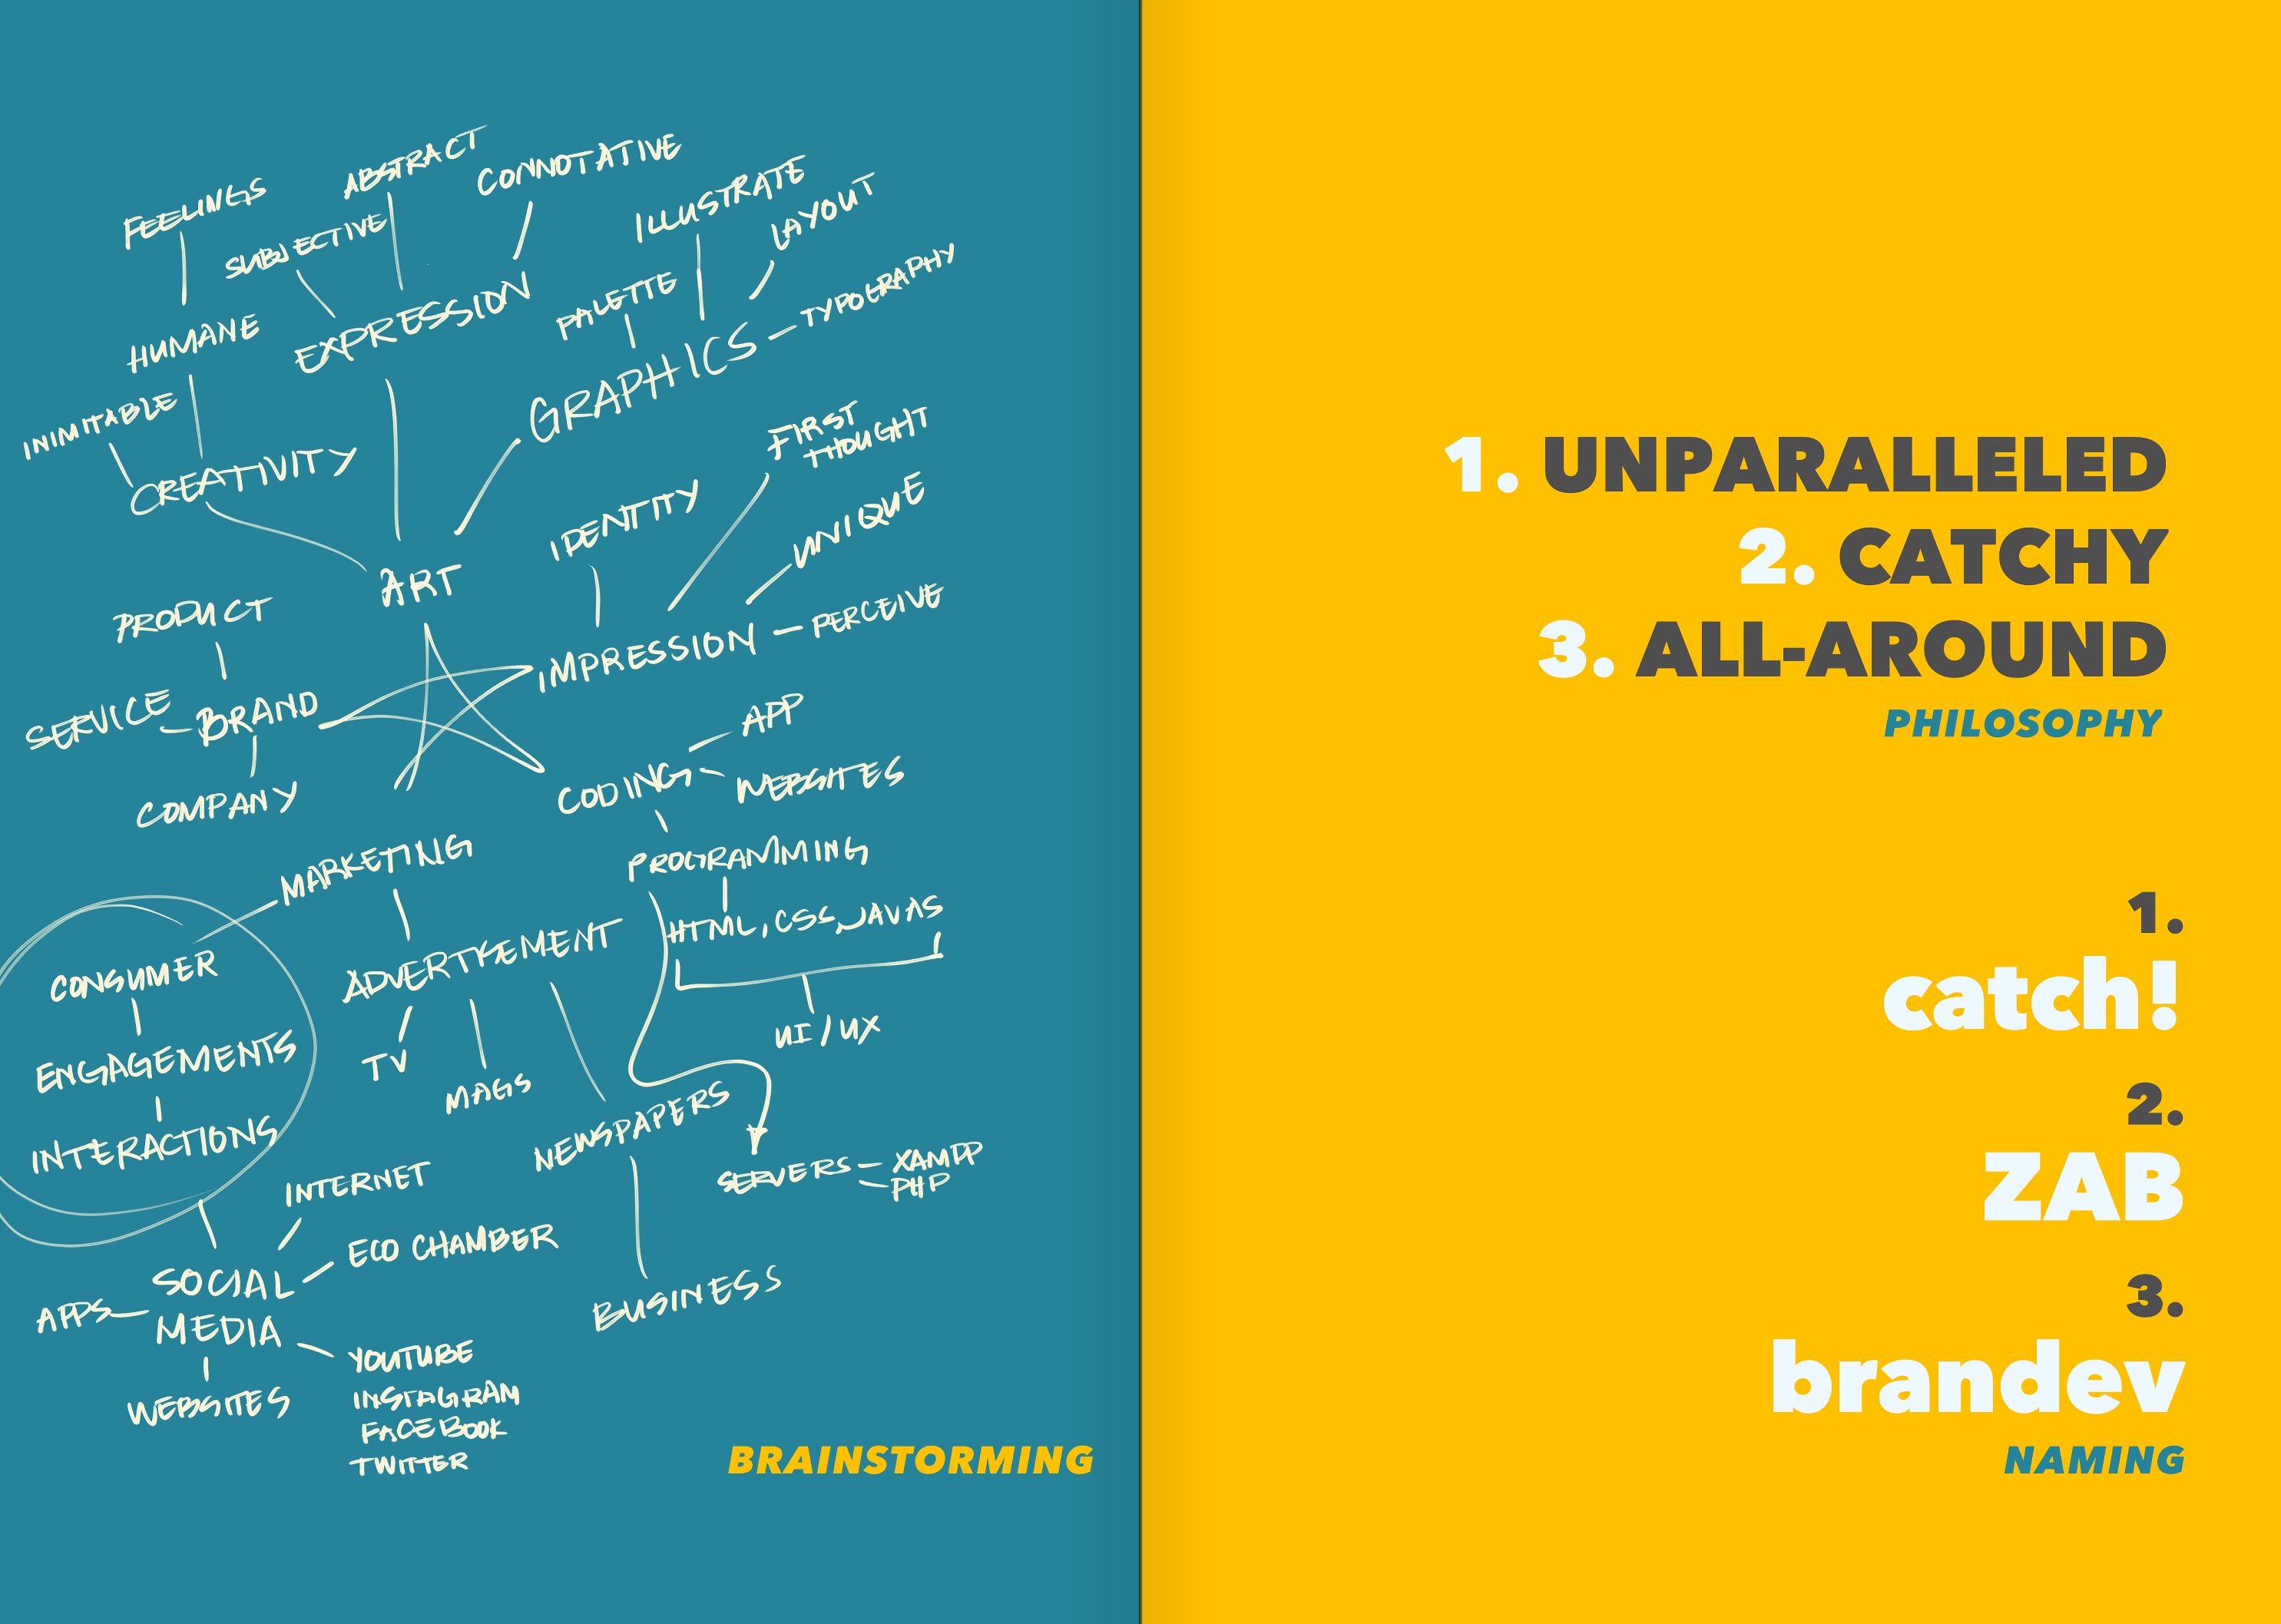 FEELINGS
ABSTRACT
CONNOTATIVE
SUBJECTIVE
ILLUSTRATE
LAYOUT
HUMANE
EXPRESSION
PALETTE
TYPOGRAPHY
GRAPHICS
INIMITABLE
CREATIVITY
FIRST
THOUGHT
IDENTITY
UNIQUE
ART
PRODUCT
IMPRESSION
PERCEIVE
SERVICE
BRAND
COMPANY
CODING
APP
WEBSITES
MARKETING
PROGRAMMING
HTML, CSS, JAVAS
CONSUMER
ADVERTISEMENT
ENGAGEMENTS
TV
MAGS
UI/UX
INTERACTIONS
NEWSPAPERS
SERVERS
XAMPP
PHP
INTERNET
ECO CHAMBER
SOCIAL
MEDIA
APPS
BUSINESS
WEBSITES
YOUTUBE
INSTAGRAM
FACEBOOK
TWITTER
BRAINSTORMING
1. UNPARALLELED
2. CATCHY
3. ALL-AROUND
PHILOSOPHY
1.
catch!
2.
ZAB
3.
brandev
NAMING